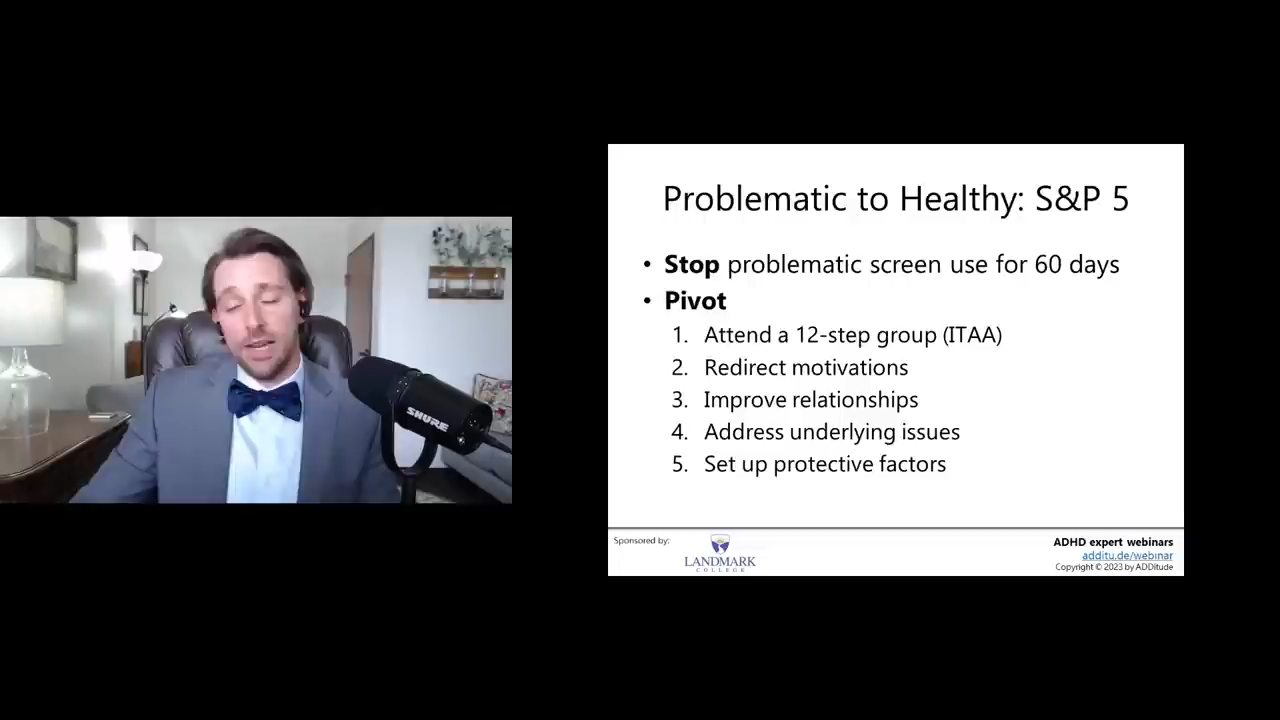 SHURE
Problematic to Healthy: S&P 5
• Stop problematic screen use for 60 days
• Pivot
1. Attend a 12-step group (ITAA)
2. Redirect motivations
3. Improve relationships
4. Address underlying issues
5. Set up protective factors
Sponsored by:
LANDMARK
COLLEGE
ADHD expert webinars
additu.de/webinar
Copyright © 2023 by ADDitude